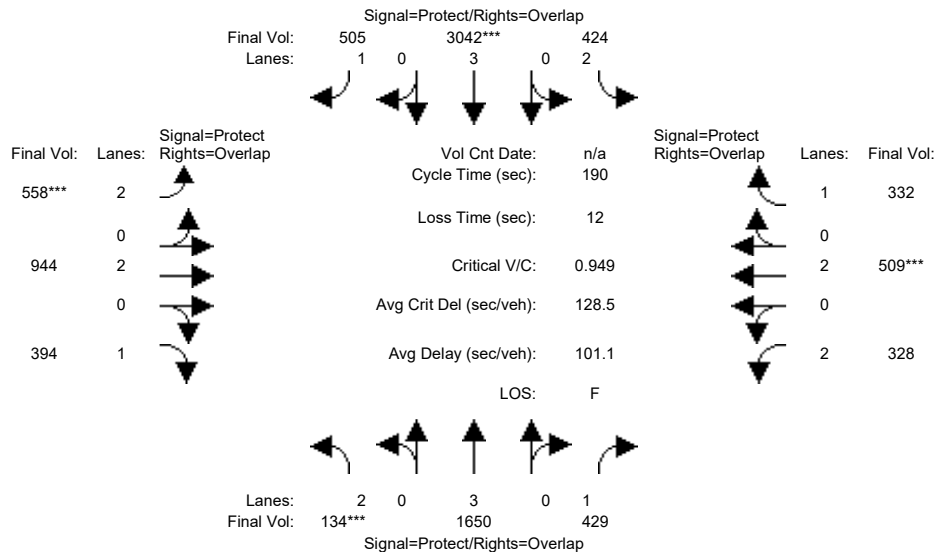 Signal=Protect/Rights=Overlap
Final Vol: 505 3042*** 424
Lanes: 1 0 3 0 2
Signal=Protect Signal=Protect
Final Vol: Lanes: Rights=Overlap Vol Cnt Date: n/a Rights=Overlap Lanes: Final Vol:
Cycle Time (sec): 190
558*** 2 1 332
Loss Time (sec): 12
0 0
944 2 Critical V/C: 0.949 2 509***
0 Avg Crit Del (sec/veh): 128.5 0
394 1 Avg Delay (sec/veh): 101.1 2 328
LOS: F
Lanes: 2 0 3 0 1
Final Vol: 134*** 1650 429
Signal=Protect/Rights=Overlap